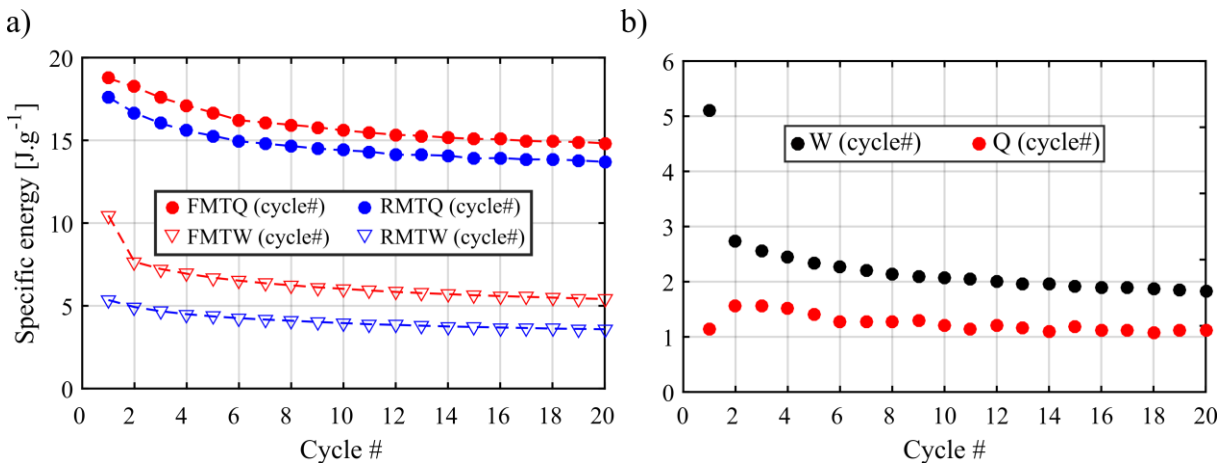 a)
Specific energy [J.g⁻¹]
20
15
10
5
0
FMTQ (cycle#)
RMTQ (cycle#)
FMTW (cycle#)
RMTW (cycle#)
0 2 4 6 8 10 12 14 16 18 20
Cycle #
b)
6
5
4
3
2
1
0
W (cycle#)
Q (cycle#)
0 2 4 6 8 10 12 14 16 18 20
Cycle #